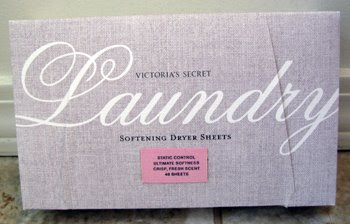 VICTORIA'S SECRET
Laundry
SOFTENING DRYER SHEETS
STATIC CONTROL
ULTIMATE SOFTNESS
CRISP, FRESH SCENT
40 SHEETS